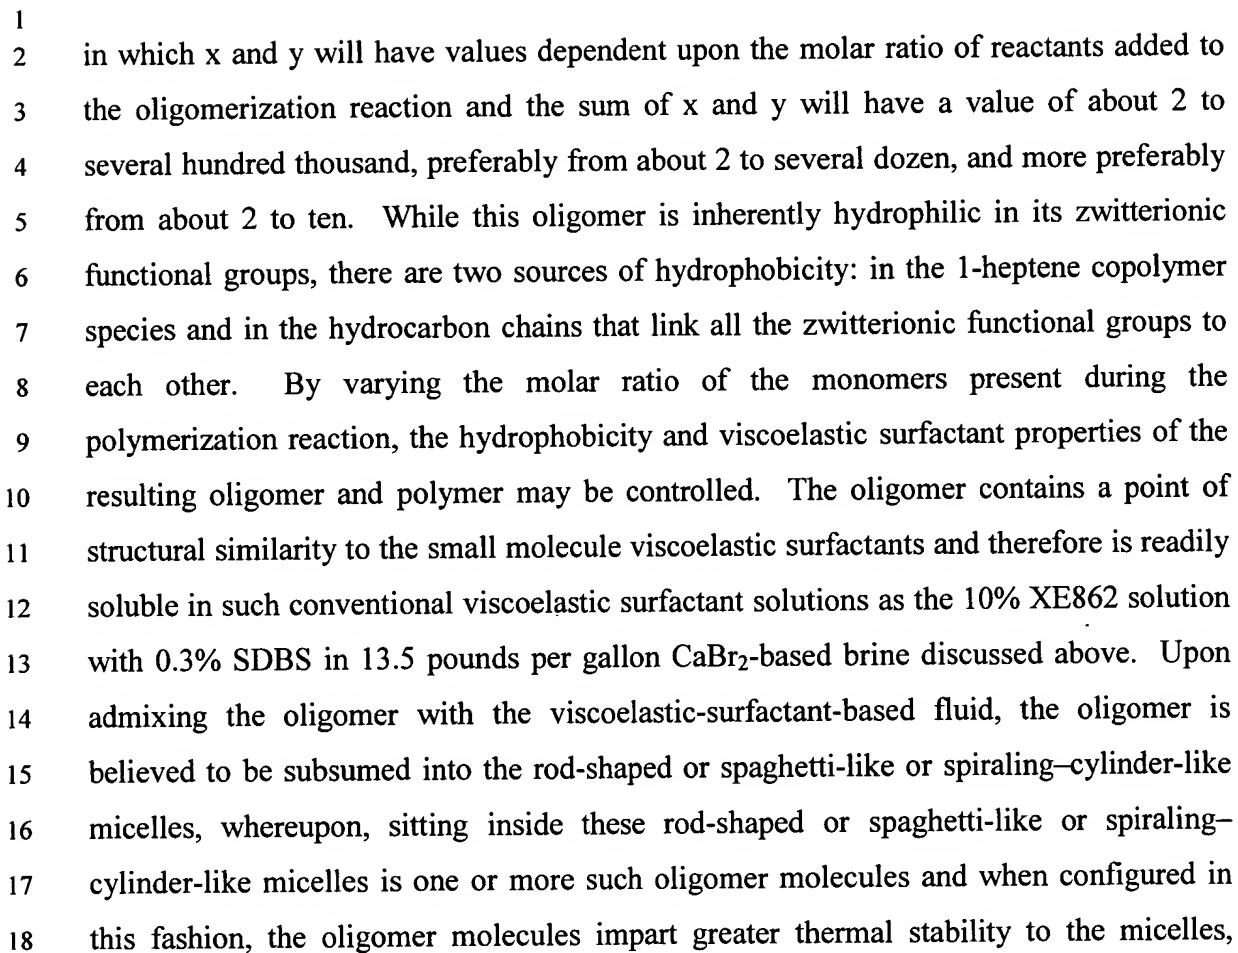 1
2 in which x and y will have values dependent upon the molar ratio of reactants added to
3 the oligomerization reaction and the sum of x and y will have a value of about 2 to
4 several hundred thousand, preferably from about 2 to several dozen, and more preferably
5 from about 2 to ten. While this oligomer is inherently hydrophilic in its zwitterionic
6 functional groups, there are two sources of hydrophobicity: in the 1-heptene copolymer
7 species and in the hydrocarbon chains that link all the zwitterionic functional groups to
8 each other. By varying the molar ratio of the monomers present during the
9 polymerization reaction, the hydrophobicity and viscoelastic surfactant properties of the
10 resulting oligomer and polymer may be controlled. The oligomer contains a point of
11 structural similarity to the small molecule viscoelastic surfactants and therefore is readily
12 soluble in such conventional viscoelastic surfactant solutions as the 10% XE862 solution
13 with 0.3% SDBS in 13.5 pounds per gallon CaBr₂-based brine discussed above. Upon
14 admixing the oligomer with the viscoelastic-surfactant-based fluid, the oligomer is
15 believed to be subsumed into the rod-shaped or spaghetti-like or spiraling–cylinder-like
16 micelles, whereupon, sitting inside these rod-shaped or spaghetti-like or spiraling–
17 cylinder-like micelles is one or more such oligomer molecules and when configured in
18 this fashion, the oligomer molecules impart greater thermal stability to the micelles,